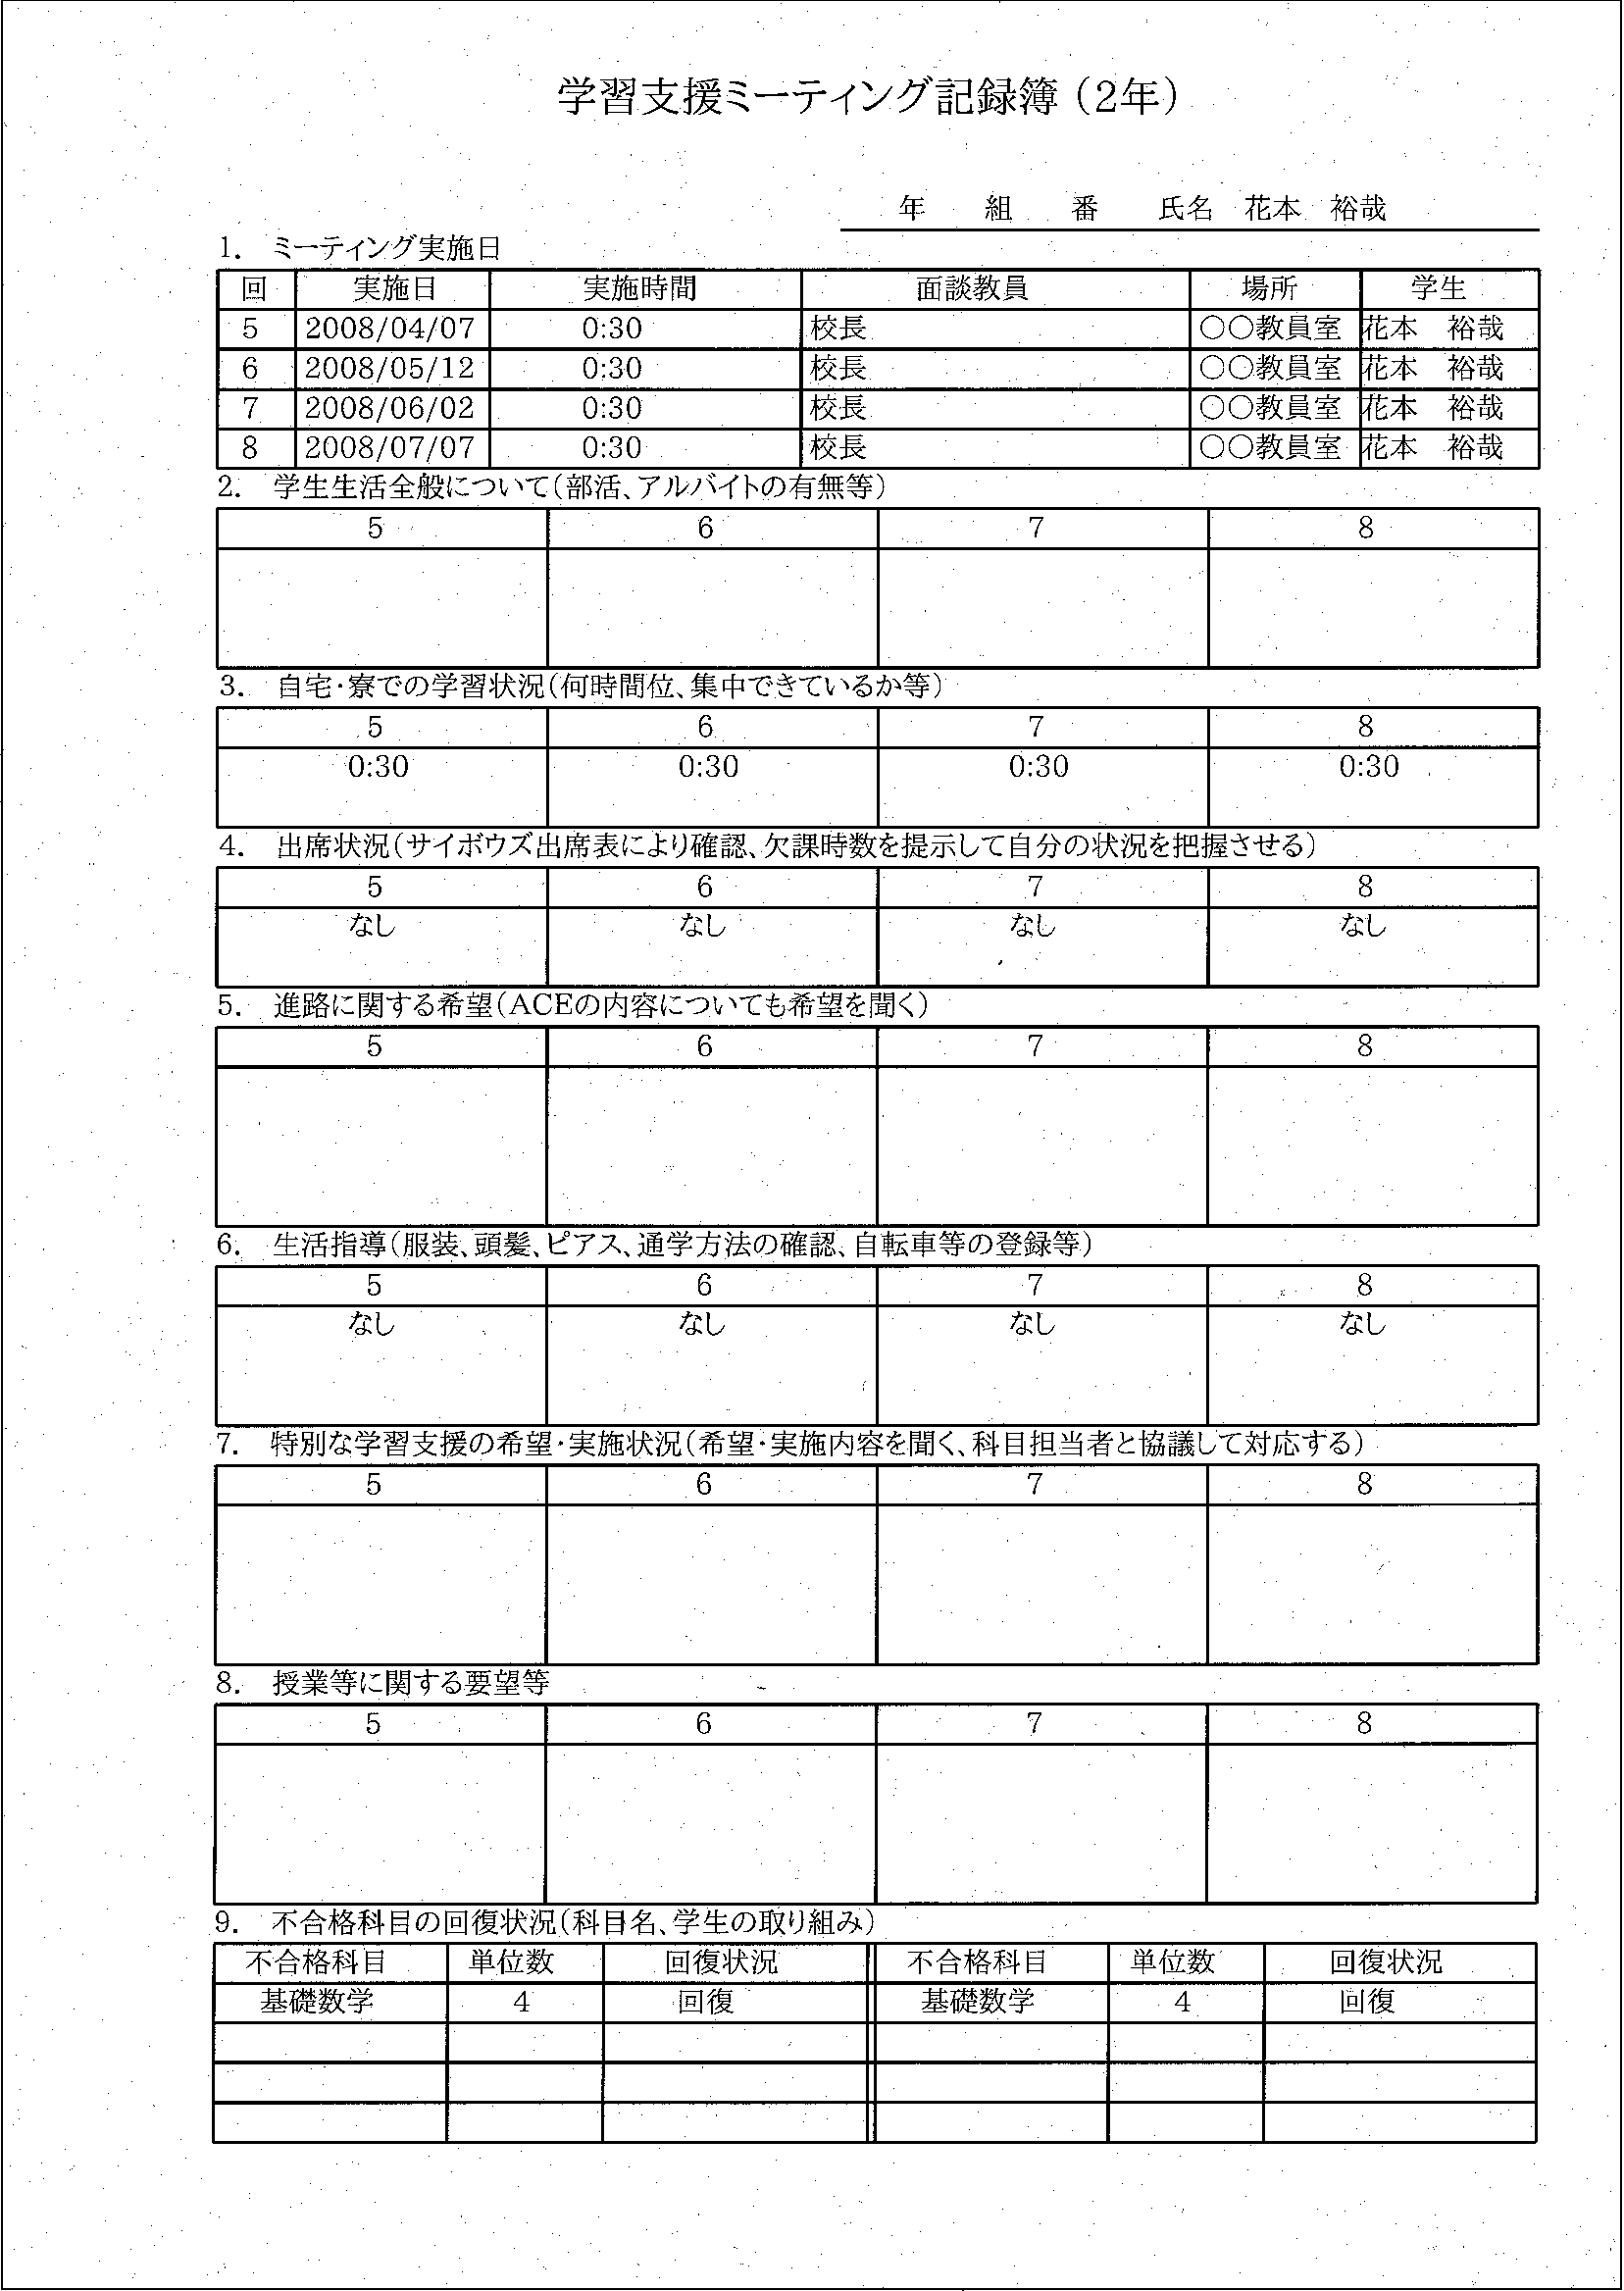 学習支援ミーティング記録簿（2年）
年　組　番　氏名　花本　裕哉
1.　ミーティング実施日
回　実施日　実施時間　面談教員　場所　学生
5　2008/04/07　0:30　校長　○○教員室　花本　裕哉
6　2008/05/12　0:30　校長　○○教員室　花本　裕哉
7　2008/06/02　0:30　校長　○○教員室　花本　裕哉
8　2008/07/07　0:30　校長　○○教員室　花本　裕哉
2.　学生生活全般について（部活、アルバイトの有無等）
5　6　7　8
3.　自宅・寮での学習状況（何時間位、集中できているか等）
5　6　7　8
0:30　0:30　0:30　0:30
4.　出席状況（サイボウズ出席表により確認、欠課時数を提示して自分の状況を把握させる）
5　6　7　8
なし　なし　なし　なし
5.　進路に関する希望（ACEの内容についても希望を聞く）
5　6　7　8
6.　生活指導（服装、頭髪、ピアス、通学方法の確認、自転車等の登録等）
5　6　7　8
なし　なし　なし　なし
7.　特別な学習支援の希望・実施状況（希望・実施内容を聞く、科目担当者と協議して対応する）
5　6　7　8
8.　授業等に関する要望等
5　6　7　8
9.　不合格科目の回復状況（科目名、学生の取り組み）
不合格科目　単位数　回復状況　不合格科目　単位数　回復状況
基礎数学　4　回復　基礎数学　4　回復